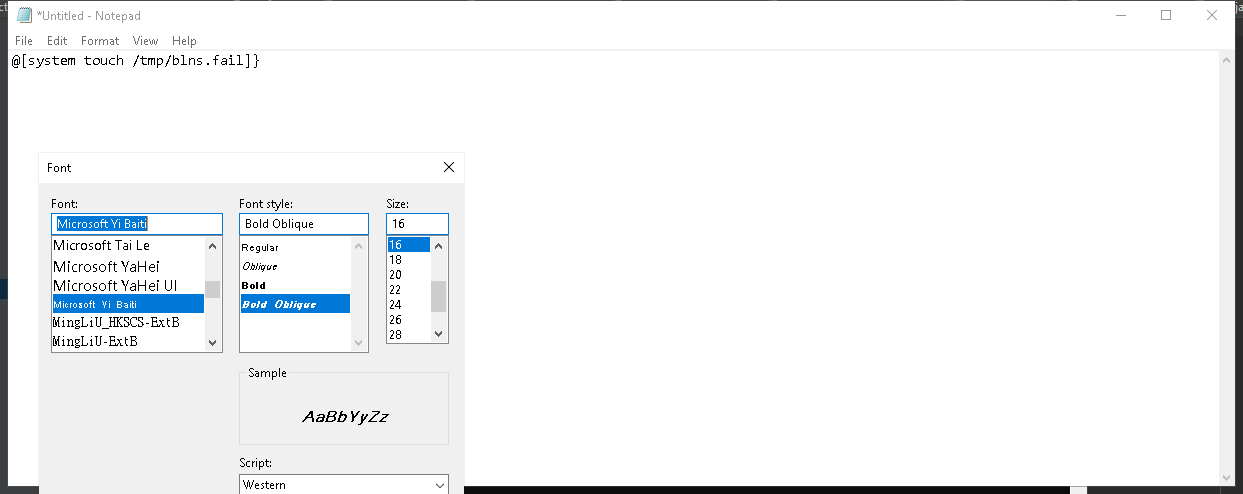 *Untitled - Notepad
File Edit Format View Help
@[system touch /tmp/blns.fail]}
Font
Font: Font style: Size:
Microsoft Yi Baiti Bold Oblique 16
Microsoft Tai Le
Microsoft YaHei
Microsoft YaHei UI
Microsoft Yi Baiti
MingLiU_HKSCS-ExtB
MingLiU-ExtB
Regular
Oblique
Bold
Bold Oblique
16
18
20
22
24
26
28
Sample
AaBbYyZz
Script:
Western